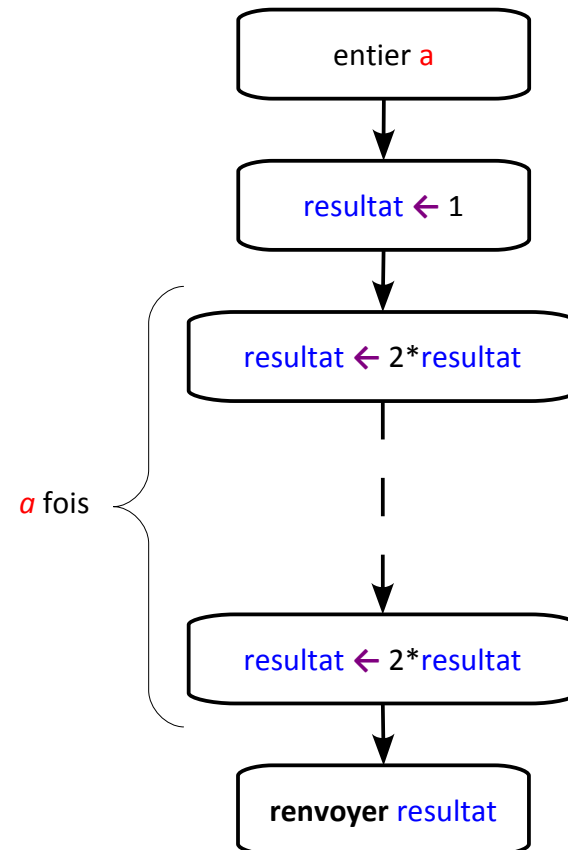 entier a
resultat ← 1
resultat ← 2*resultat
a fois
resultat ← 2*resultat
renvoyer resultat